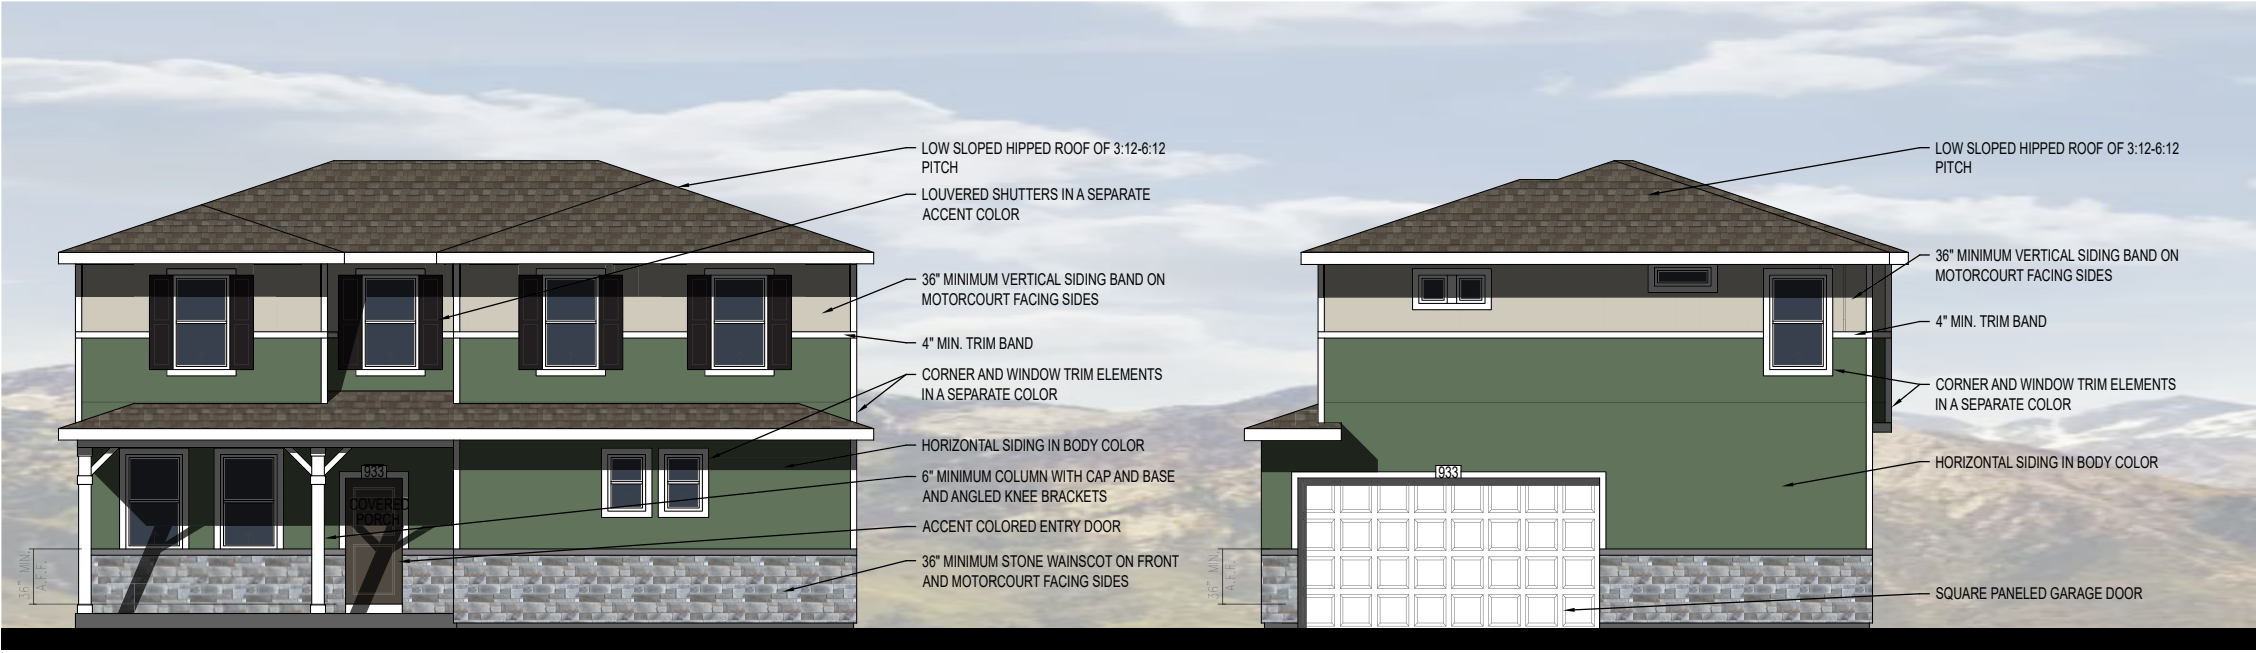 LOW SLOPED HIPPED ROOF OF 3:12-6:12
PITCH
LOUVERED SHUTTERS IN A SEPARATE
ACCENT COLOR
36" MINIMUM VERTICAL SIDING BAND ON
MOTORCOURT FACING SIDES
4" MIN. TRIM BAND
CORNER AND WINDOW TRIM ELEMENTS
IN A SEPARATE COLOR
HORIZONTAL SIDING IN BODY COLOR
6" MINIMUM COLUMN WITH CAP AND BASE
AND ANGLED KNEE BRACKETS
ACCENT COLORED ENTRY DOOR
36" MINIMUM STONE WAINSCOT ON FRONT
AND MOTORCOURT FACING SIDES
933
COVERED
PORCH
36" MIN.
A.F.F.
LOW SLOPED HIPPED ROOF OF 3:12-6:12
PITCH
36" MINIMUM VERTICAL SIDING BAND ON
MOTORCOURT FACING SIDES
4" MIN. TRIM BAND
CORNER AND WINDOW TRIM ELEMENTS
IN A SEPARATE COLOR
HORIZONTAL SIDING IN BODY COLOR
SQUARE PANELED GARAGE DOOR
933
36" MIN.
A.F.F.